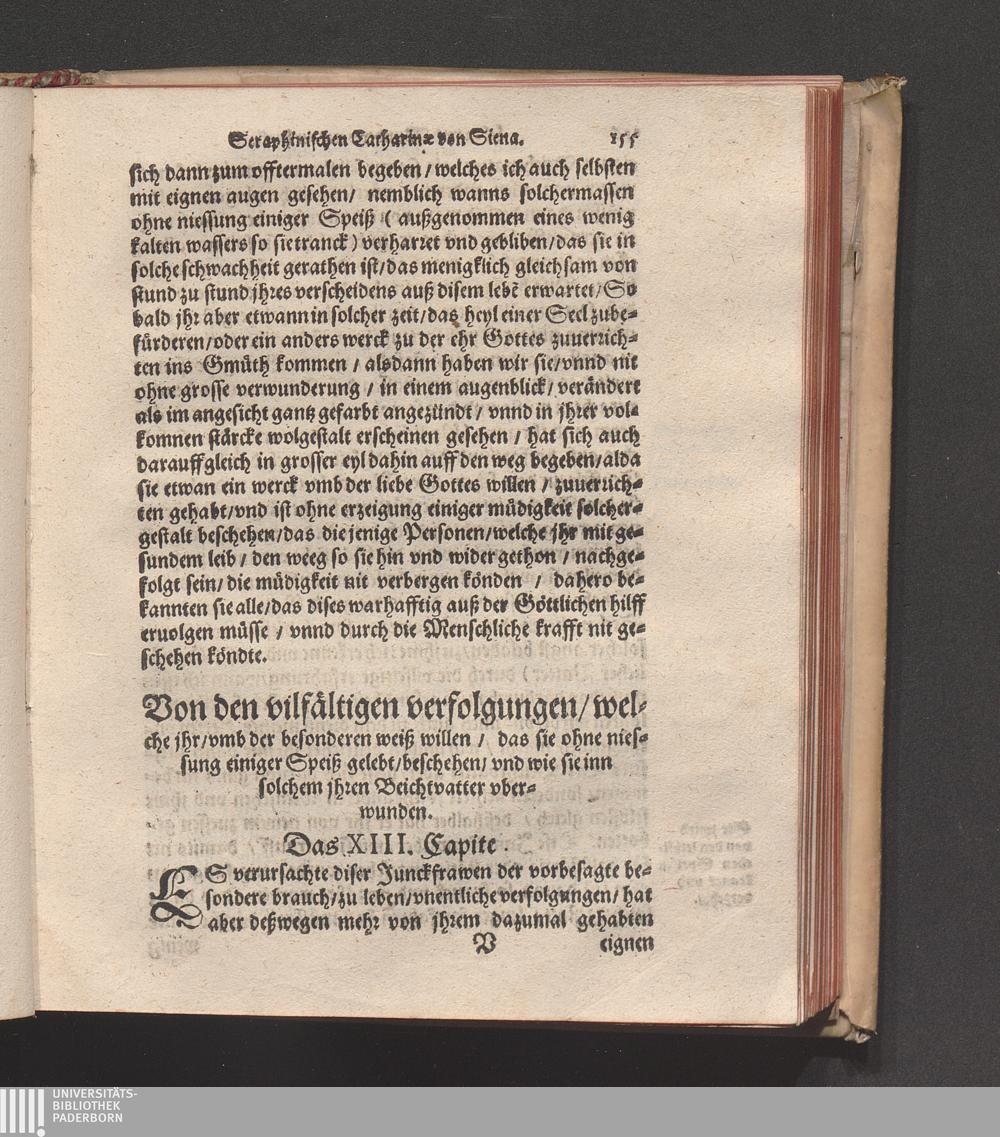 Seraphinischen Catharinæ von Siena. 155
sich dann zum offtermalen begeben / welches ich auch selbsten
mit eignen augen gesehen / nemblich wanns solchermassen
ohne niessung einiger Speiß ( außgenommen eines wenig
kalten wassers so sie tranck ) verharret vnd gebliben / das sie in
solche schwachheit gerathen ist / das menigklich gleichsam von
stund zu stund jhres verscheidens auß disem lebẽ erwartet / So
bald jhr aber etwann in solcher zeit / das heyl einer Seel zube-
fürderen / oder ein anders werck zu der ehr Gottes zuuerrich-
ten ins Gmüth kommen / alsdann haben wir sie / vnnd nit
ohne grosse verwunderung / in einem augenblick / verändert
als im angesicht gantz gefarbt angezündt / vnnd in jhrer vol-
komnen stärcke wolgestalt erscheinen gesehen / hat sich auch
darauff gleich in grosser eyl dahin auff den weg begeben / alda
sie etwan ein werck vmb der liebe Gottes willen / zuuerrich-
ten gehabt / vnd ist ohne erzeigung einiger müdigkeit solcher-
gestalt beschehen / das die jenige Personen / welche jhr mit ge-
sundem leib / den weeg so sie hin vnd wider gethon / nachge-
folgt sein / die müdigkeit nit verbergen könden / dahero be-
kannten sie alle / das dises warhafftig auß der Göttlichen hilff
eruolgen müsse / vnnd durch die Menschliche krafft nit ge-
schehen köndte.
Von den vilfältigen verfolgungen / wel-
che jhr / vmb der besonderen weiß willen / das sie ohne nies-
sung einiger Speiß gelebt / beschehen / vnd wie sie inn
solchem jhren Beichtvatter vber-
wunden.
Das XIII. Capite.
ES verursachte diser Junckfrawen der vorbesagte be-
sondere brauch / zu leben / vnentliche verfolgungen / hat
aber deßwegen mehr von jhrem dazumal gehabten
V eignen
UNIVERSITÄTS-
BIBLIOTHEK
PADERBORN